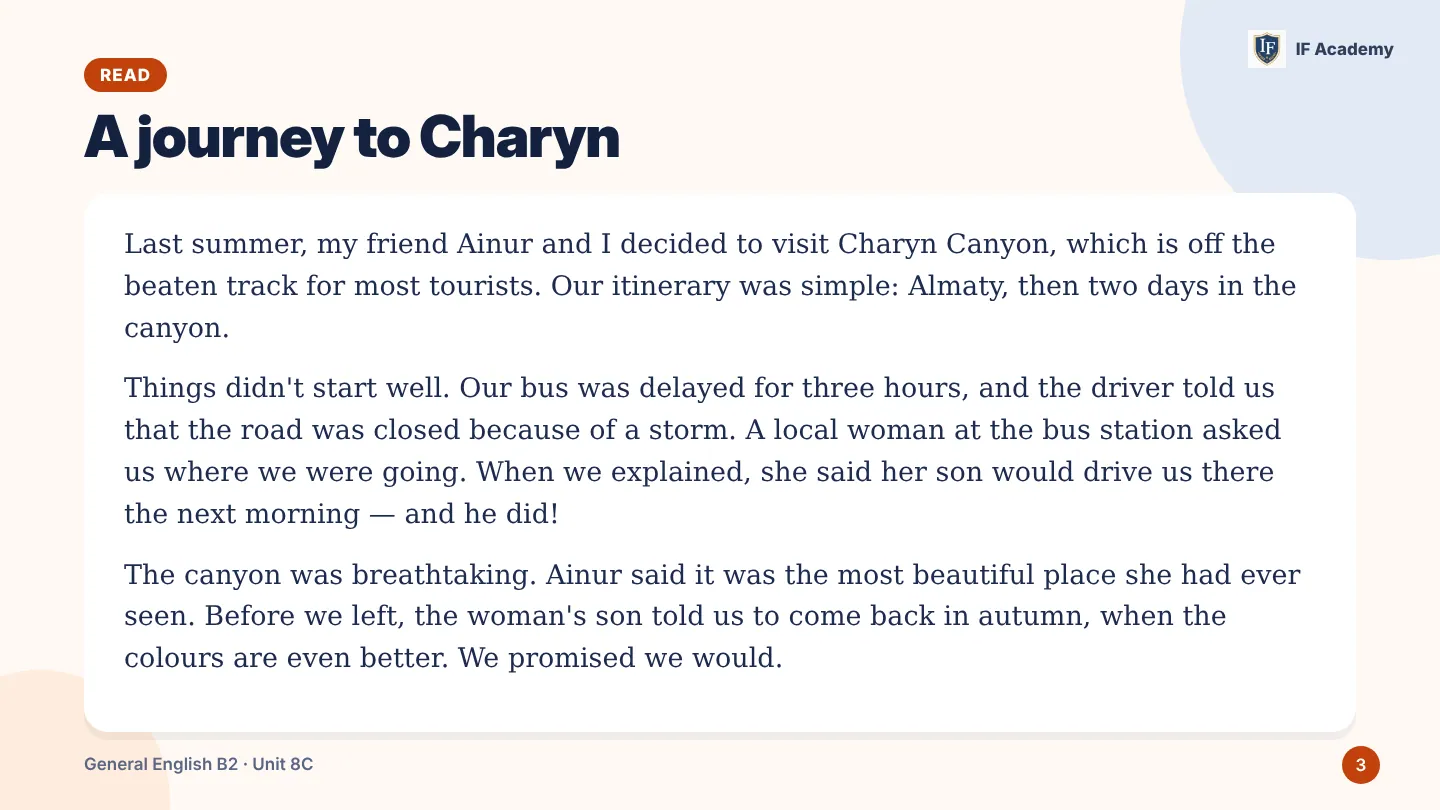 IF IF Academy
READ
A journey to Charyn
Last summer, my friend Ainur and I decided to visit Charyn Canyon, which is off the
beaten track for most tourists. Our itinerary was simple: Almaty, then two days in the
canyon.
Things didn't start well. Our bus was delayed for three hours, and the driver told us
that the road was closed because of a storm. A local woman at the bus station asked
us where we were going. When we explained, she said her son would drive us there
the next morning — and he did!
The canyon was breathtaking. Ainur said it was the most beautiful place she had ever
seen. Before we left, the woman's son told us to come back in autumn, when the
colours are even better. We promised we would.
General English B2 · Unit 8C
3